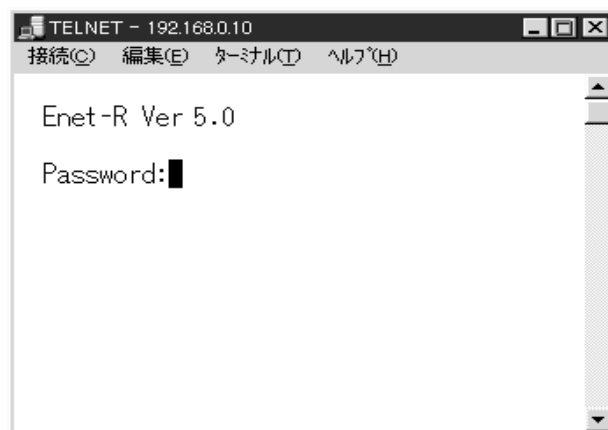 TELNET - 192.168.0.10
接続(C) 編集(E) ターミナル(T) ヘルプ(H)
Enet-R Ver 5.0
Password: